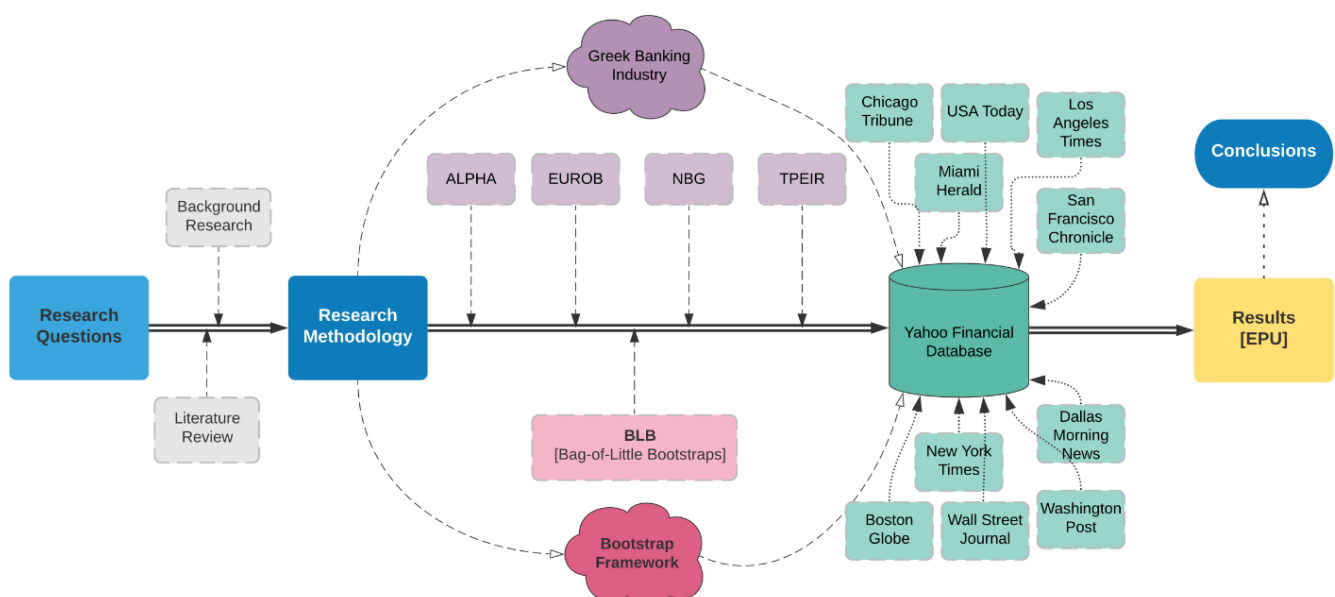 Greek Banking
Industry
Chicago
Tribune
USA Today
Los
Angeles
Times
Conclusions
Miami
Herald
ALPHA
EUROB
NBG
TPEIR
Background
Research
San
Francisco
Chronicle
Research
Questions
Research
Methodology
Yahoo Financial
Database
Results
[EPU]
Literature
Review
BLB
[Bag-of-Little Bootstraps]
Dallas
Morning
News
New York
Times
Boston
Globe
Wall Street
Journal
Washington
Post
Bootstrap
Framework